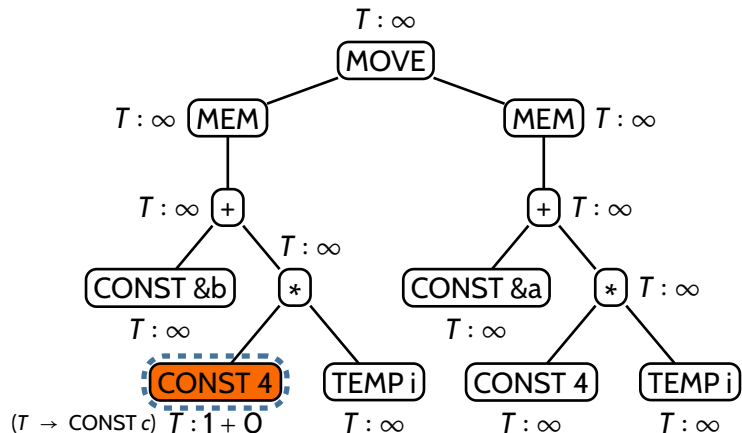 T : ∞
MOVE
T : ∞ MEM MEM T : ∞
T : ∞ + + T : ∞
T : ∞
CONST &b * CONST &a * T : ∞
T : ∞ T : ∞
CONST 4 TEMP i CONST 4 TEMP i
(T → CONST c) T : 1 + 0 T : ∞ T : ∞ T : ∞